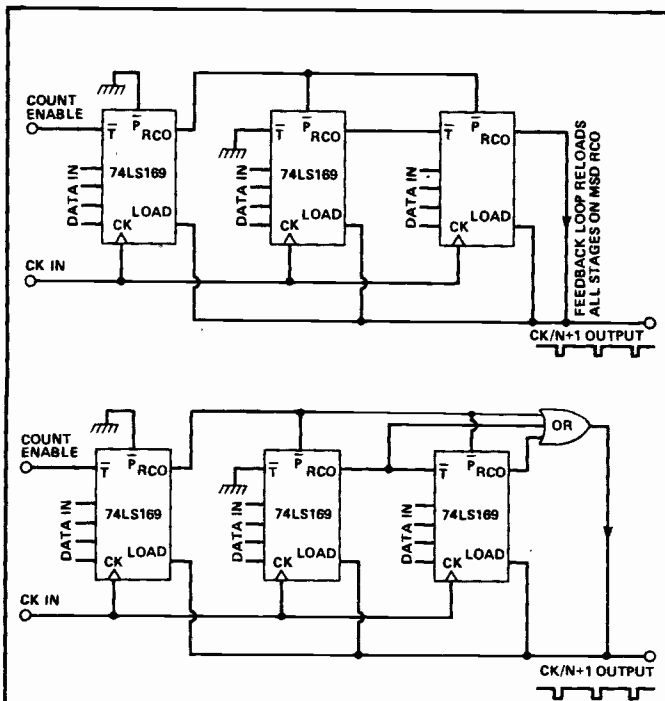 COUNT
ENABLE
T̅
P̅
RCO
74LS169
DATA IN
LOAD
CK
T̅
P̅
RCO
74LS169
DATA IN
LOAD
CK
T̅
P̅
RCO
DATA IN
LOAD
CK
FEEDBACK LOOP RELOADS
ALL STAGES ON MSD RCO
CK IN
CK/N+1 OUTPUT
COUNT
ENABLE
T̅
P̅
RCO
74LS169
DATA IN
LOAD
CK
T̅
P̅
RCO
74LS169
DATA IN
LOAD
CK
T̅
P̅
RCO
74LS169
DATA IN
LOAD
CK
OR
CK IN
CK/N+1 OUTPUT